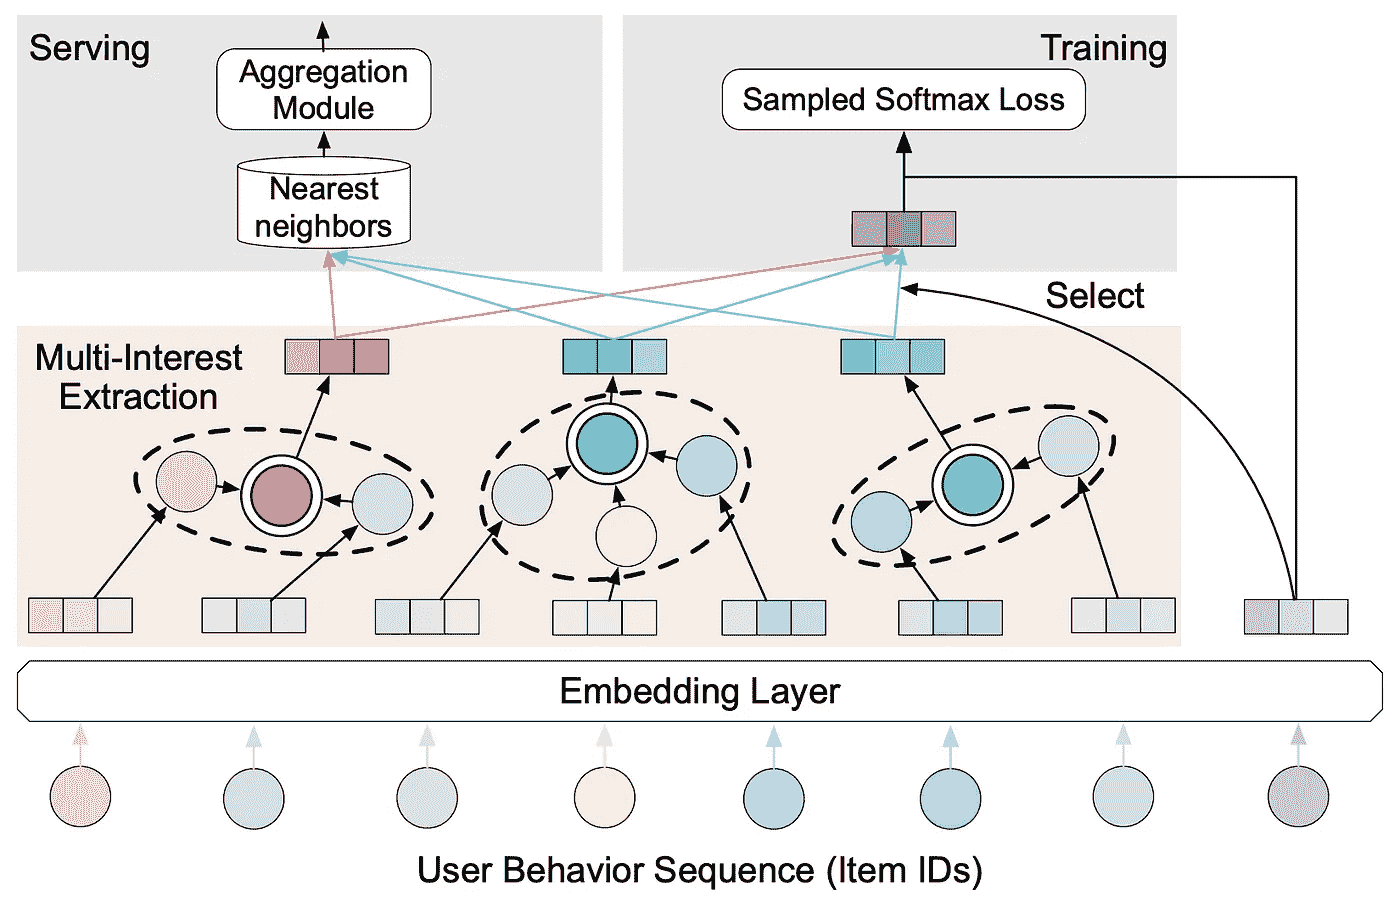 Serving
Aggregation
Module
Nearest
neighbors
Training
Sampled Softmax Loss
Select
Multi-Interest
Extraction
Embedding Layer
User Behavior Sequence (Item IDs)